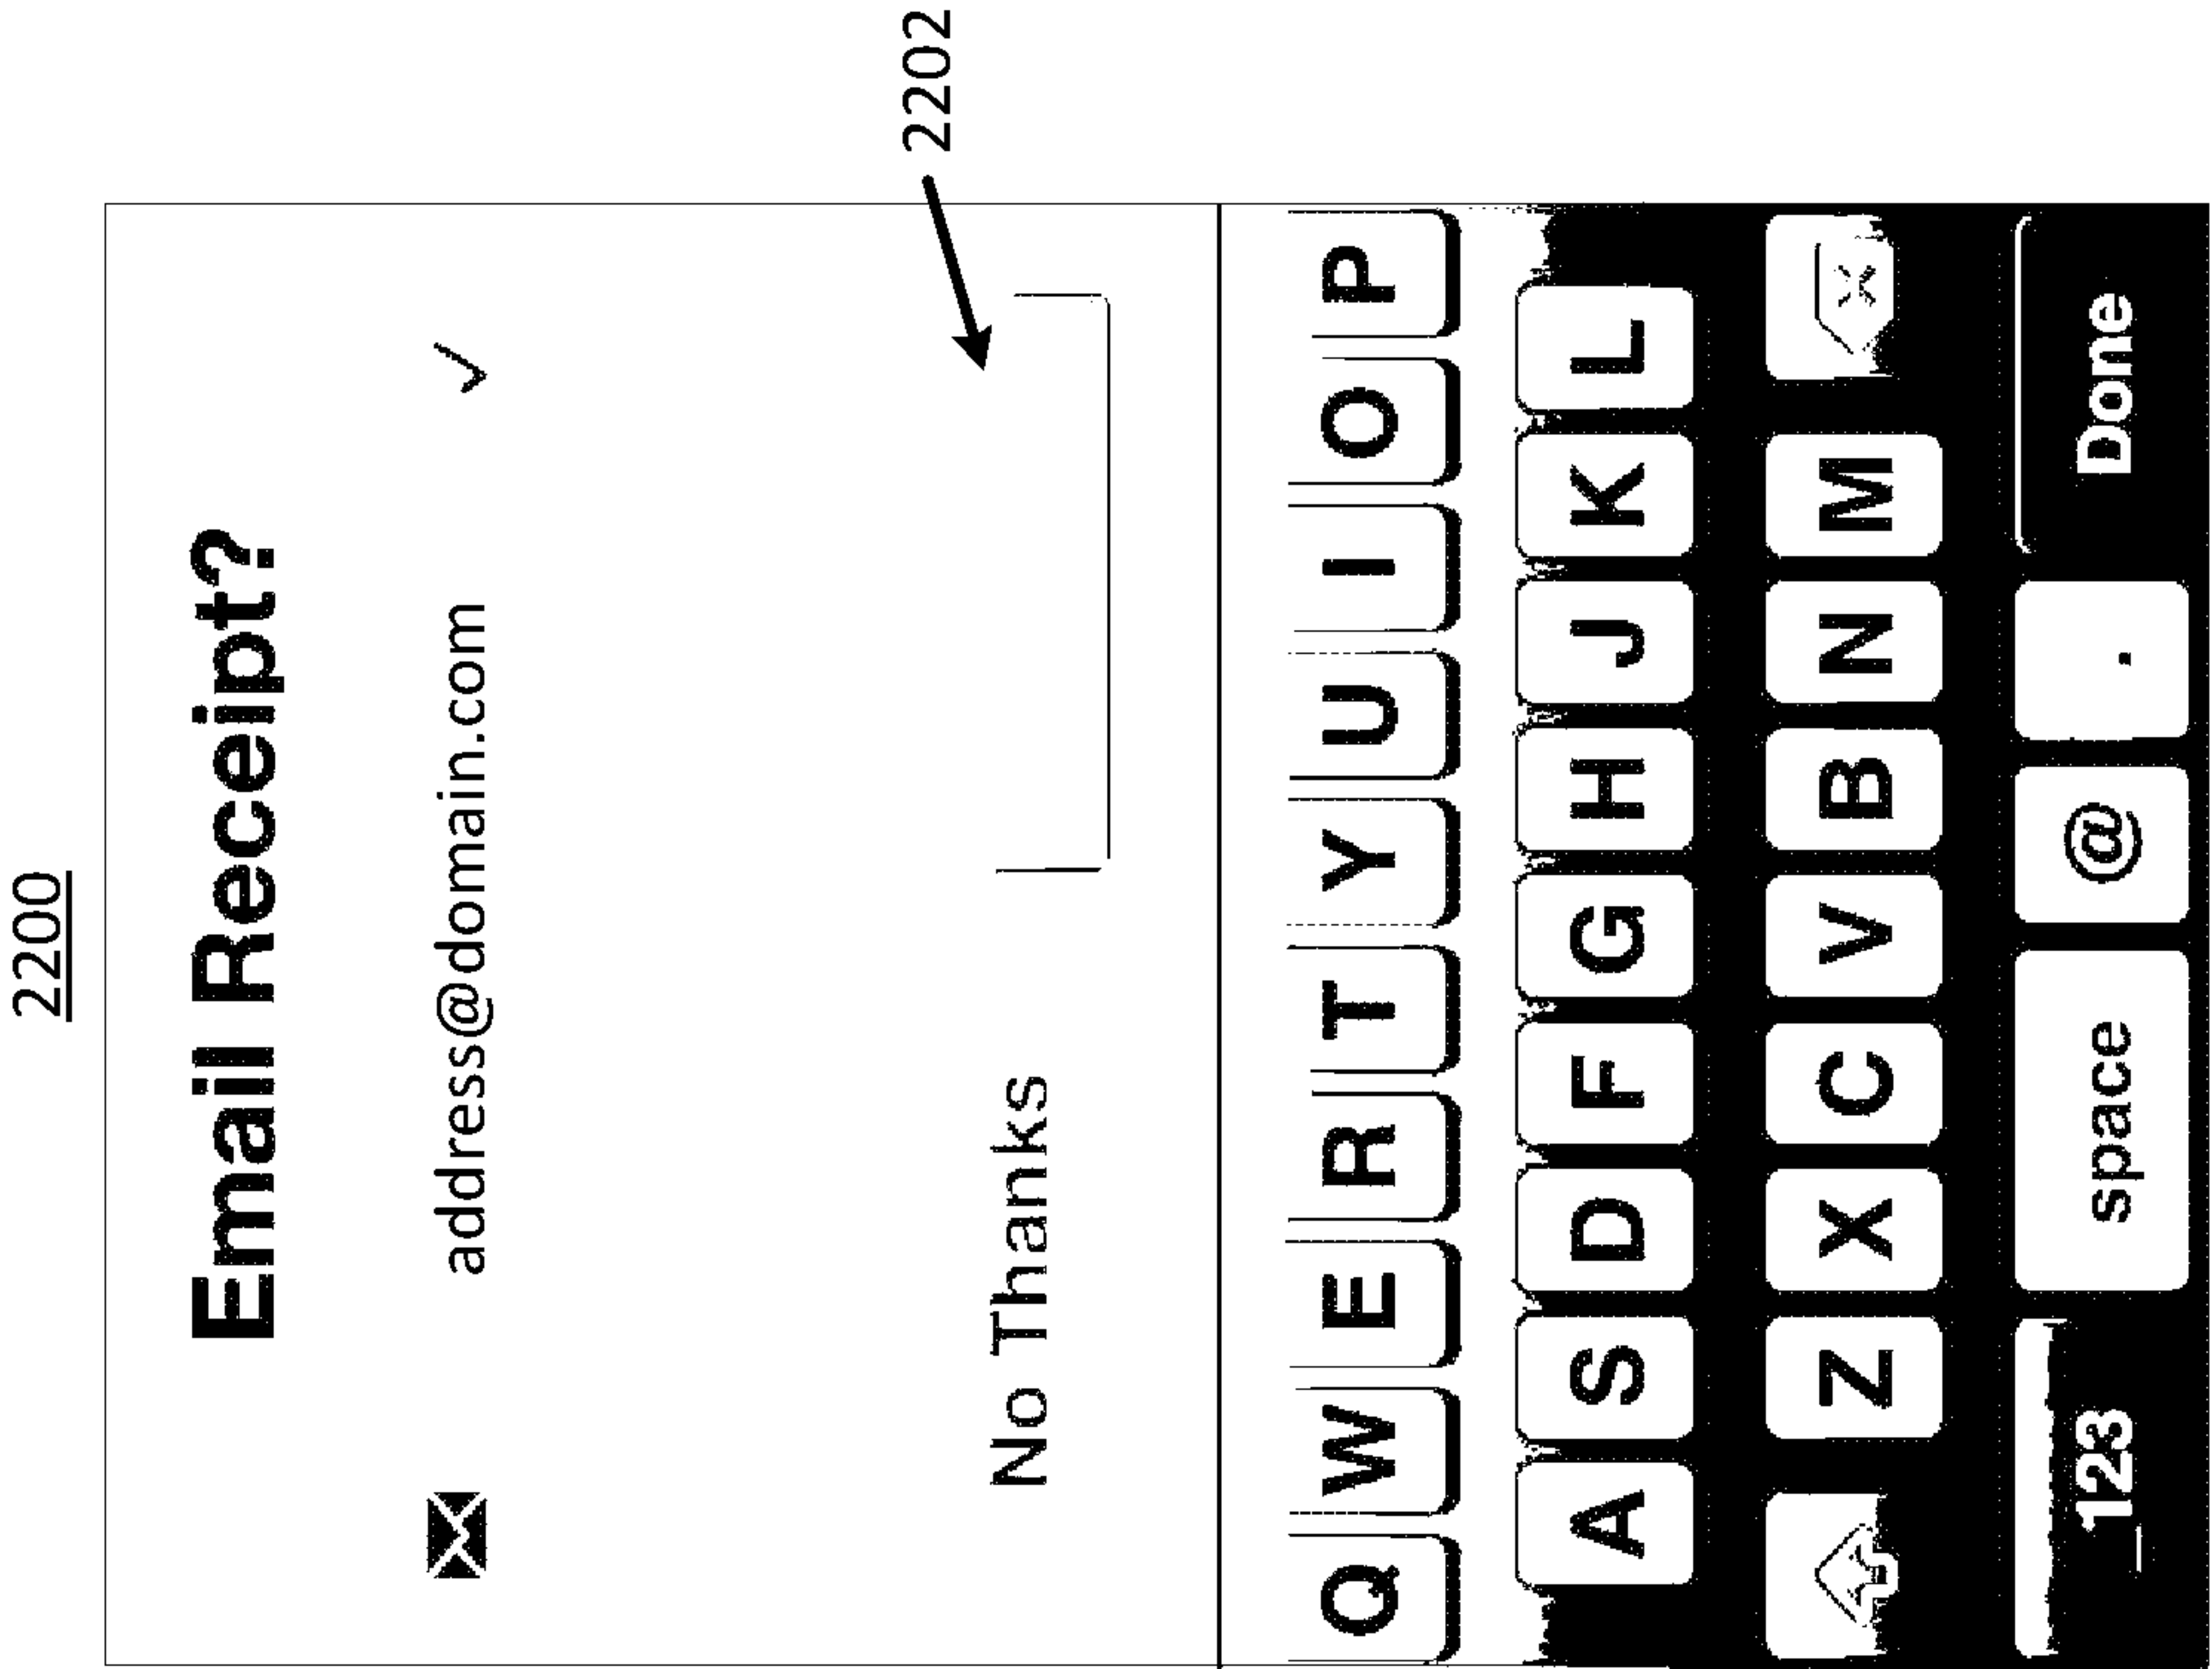 2200
Email Receipt?
address@domain.com
2202
No Thanks
Q W E R T Y U I O P
A S D F G H J K L
Z X C V B N M
123 space @ . Done